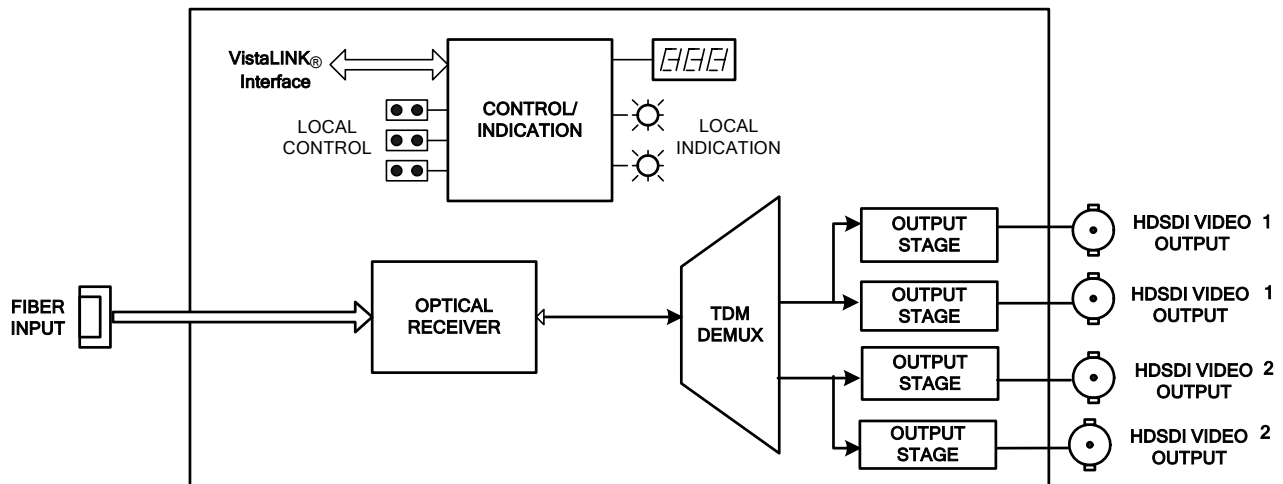 VistaLINK®
Interface
LOCAL
CONTROL
CONTROL/
INDICATION
LOCAL
INDICATION
FIBER
INPUT
OPTICAL
RECEIVER
TDM
DEMUX
OUTPUT
STAGE
HDSDI VIDEO 1
OUTPUT
OUTPUT
STAGE
HDSDI VIDEO 1
OUTPUT
OUTPUT
STAGE
HDSDI VIDEO 2
OUTPUT
OUTPUT
STAGE
HDSDI VIDEO 2
OUTPUT